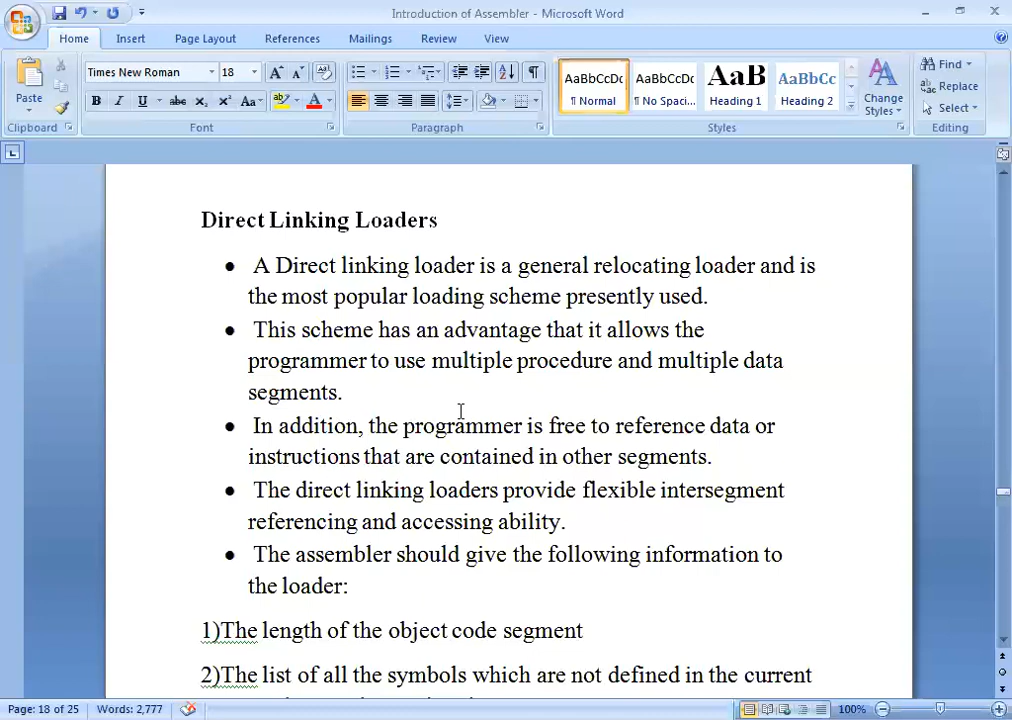 Introduction of Assembler - Microsoft Word
Home Insert Page Layout References Mailings Review View
Paste
Clipboard
Times New Roman 18
B I U abc X₂ X² Aa
Font
Paragraph
AaBbCcDc AaBbCcDc AaB AaBbCc
¶ Normal ¶ No Spaci... Heading 1 Heading 2
Styles
Change
Styles
Find
Replace
Select
Editing
Direct Linking Loaders
• A Direct linking loader is a general relocating loader and is
the most popular loading scheme presently used.
• This scheme has an advantage that it allows the
programmer to use multiple procedure and multiple data
segments.
• In addition, the programmer is free to reference data or
instructions that are contained in other segments.
• The direct linking loaders provide flexible intersegment
referencing and accessing ability.
• The assembler should give the following information to
the loader:
1)The length of the object code segment
2)The list of all the symbols which are not defined in the current
Page: 18 of 25 Words: 2,777 100%